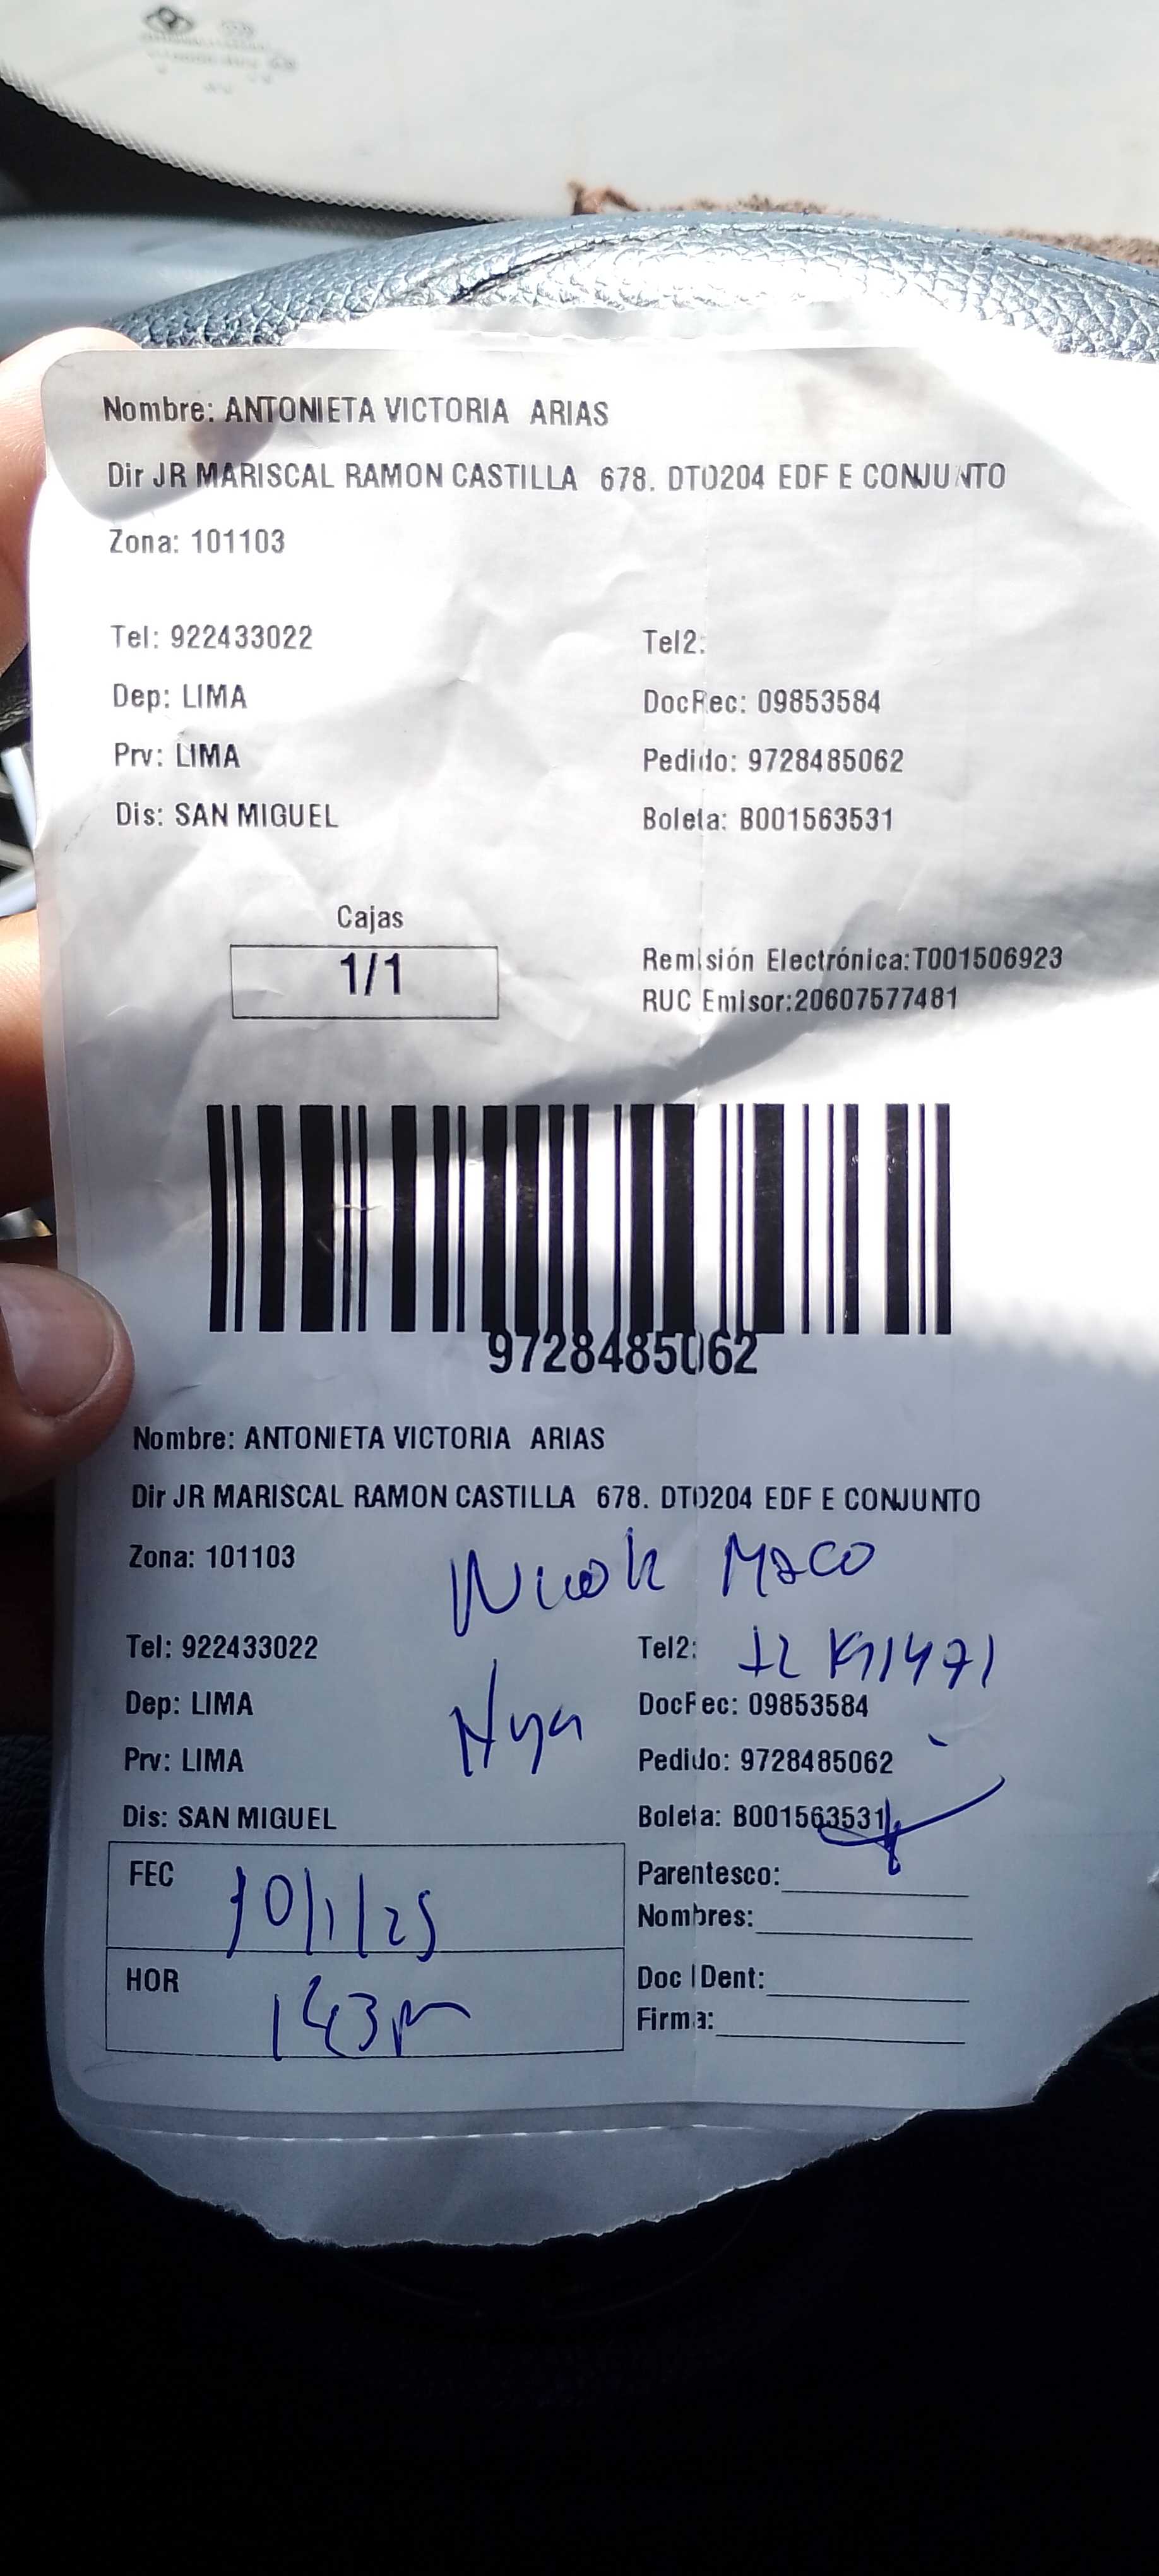 Nombre: ANTONIETA VICTORIA ARIAS
Dir JR MARISCAL RAMON CASTILLA 678. DTO204 EDF E CONJUNTO
Zona: 101103
Tel: 922433022 Tel2:
Dep: LIMA DocRec: 09853584
Prv: LIMA Pedido: 9728485062
Dis: SAN MIGUEL Boleta: B001563531
Cajas
1/1
Remisión Electrónica:T001506923
RUC Emisor:20607577481
9728485062
Nombre: ANTONIETA VICTORIA ARIAS
Dir JR MARISCAL RAMON CASTILLA 678. DTO204 EDF E CONJUNTO
Zona: 101103
Maco
Tel: 922433022 Tel2:
Dep: LIMA DocRec: 09853584
Prv: LIMA Pedido: 9728485062
Dis: SAN MIGUEL Boleta: B001563531
FEC 10/1/25
HOR
Parentesco:
Nombres:
Doc IDent:
Firma: